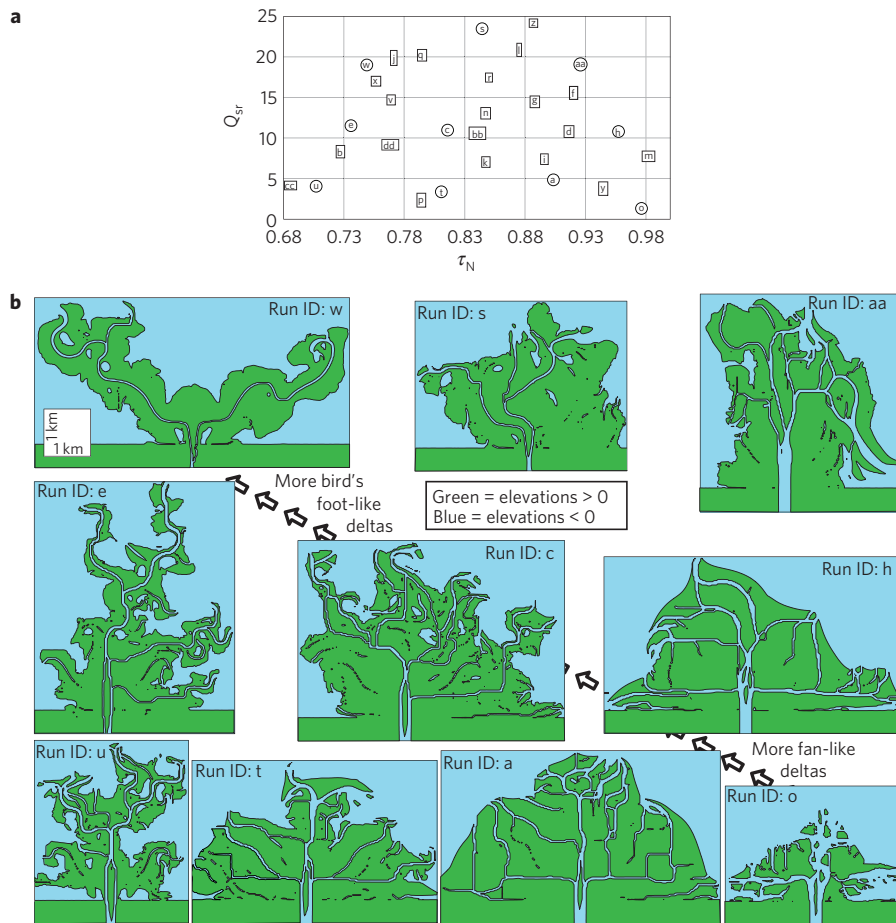 a
25
20
15
10
5
0
Q_sr
z
s
l
q
j
w
aa
r
x
f
v
g
n
e
c
bb
d
h
b
dd
k
i
m
a
cc
u
t
p
y
o
0.68 0.73 0.78 0.82 0.88 0.93 0.98
τ_N
b
Run ID: w
Run ID: s
Run ID: aa
1 km
1 km
More bird's
foot-like
deltas
Green = elevations > 0
Blue = elevations < 0
Run ID: e
Run ID: c
Run ID: h
More fan-like
deltas
Run ID: u
Run ID: t
Run ID: a
Run ID: o